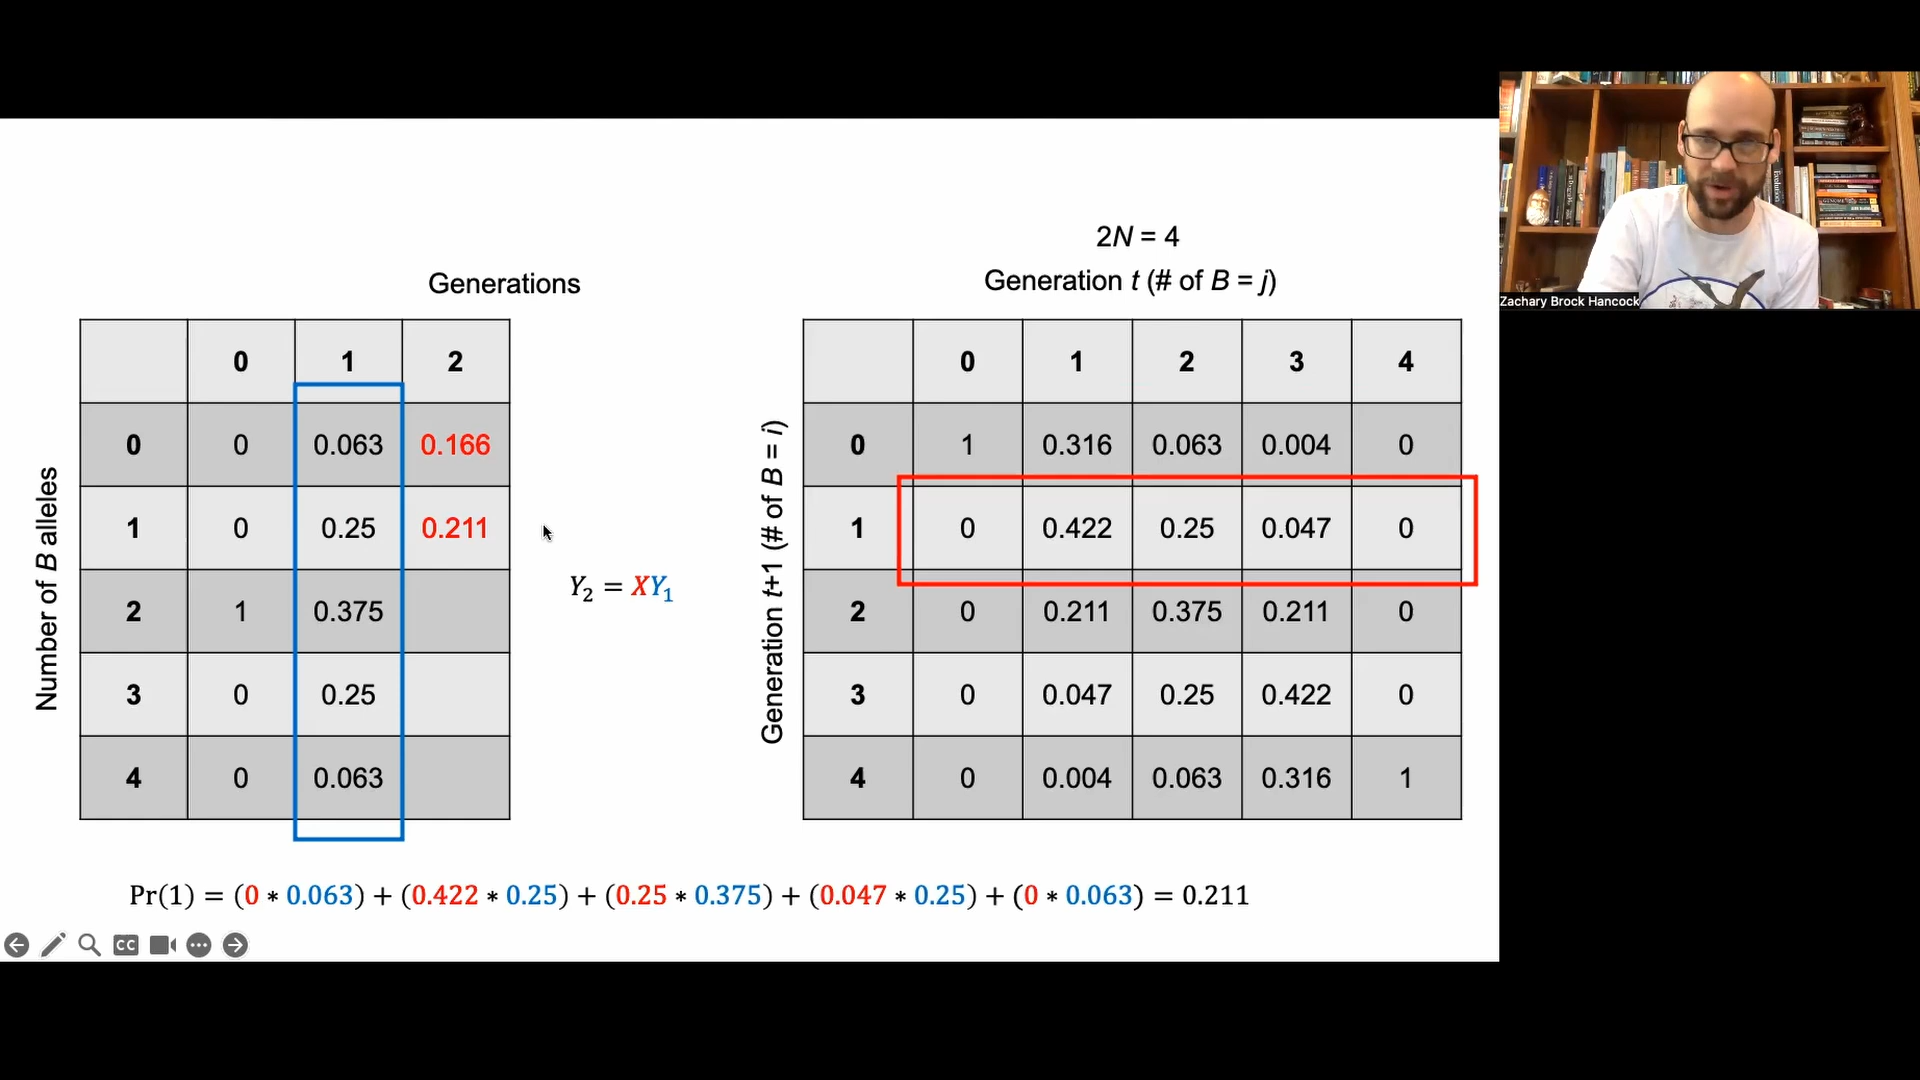 2N = 4
Generations
Generation t (# of B = j)
0 1 2
0 1 2 3 4
Number of B alleles
Generation t+1 (# of B = i)
0 0 0.063 0.166
0 1 0.316 0.063 0.004 0
1 0 0.25 0.211
1 0 0.422 0.25 0.047 0
Y₂ = XY₁
2 1 0.375
2 0 0.211 0.375 0.211 0
3 0 0.25
3 0 0.047 0.25 0.422 0
4 0 0.063
4 0 0.004 0.063 0.316 1
Pr(1) = (0 * 0.063) + (0.422 * 0.25) + (0.25 * 0.375) + (0.047 * 0.25) + (0 * 0.063) = 0.211
CC
Zachary Brock Hancock